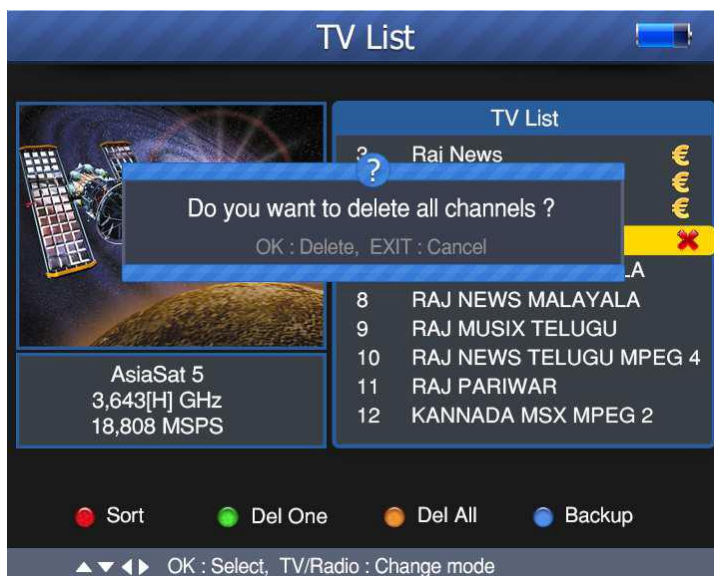 TV List
TV List
3 Raj News €
?
€
Do you want to delete all channels ?
€
OK : Delete, EXIT : Cancel
LA
8 RAJ NEWS MALAYALA
9 RAJ MUSIX TELUGU
10 RAJ NEWS TELUGU MPEG 4
11 RAJ PARIWAR
12 KANNADA MSX MPEG 2
AsiaSat 5
3,643[H] GHz
18,808 MSPS
Sort Del One Del All Backup
OK : Select, TV/Radio : Change mode